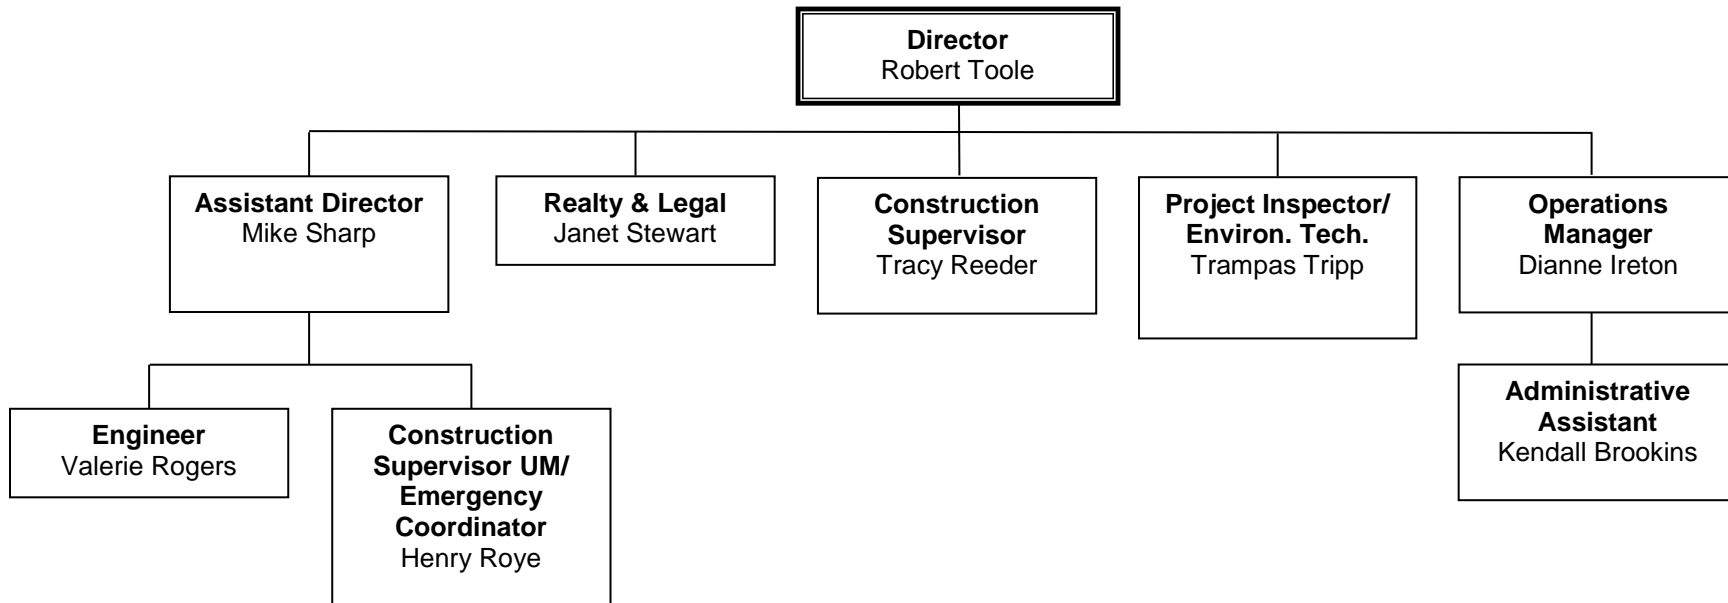 Director
Robert Toole
Assistant Director
Mike Sharp
Realty & Legal
Janet Stewart
Construction
Supervisor
Tracy Reeder
Project Inspector/
Environ. Tech.
Trampas Tripp
Operations
Manager
Dianne Ireton
Engineer
Valerie Rogers
Construction
Supervisor UM/
Emergency
Coordinator
Henry Roye
Administrative
Assistant
Kendall Brookins